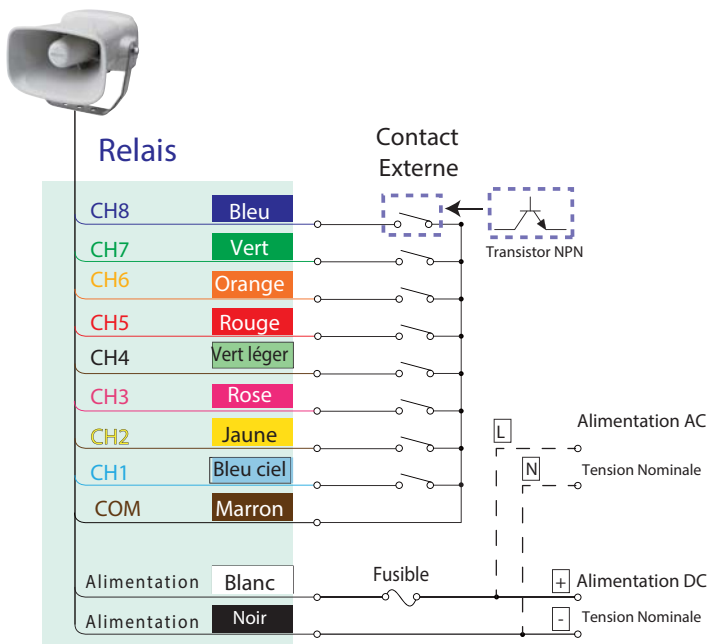 Relais
Contact
Externe
CH8 Bleu
Transistor NPN
CH7 Vert
CH6 Orange
CH5 Rouge
CH4 Vert léger
CH3 Rose
CH2 Jaune
CH1 Bleu ciel
COM Marron
L Alimentation AC
N Tension Nominale
Alimentation Blanc Fusible + Alimentation DC
Alimentation Noir - Tension Nominale